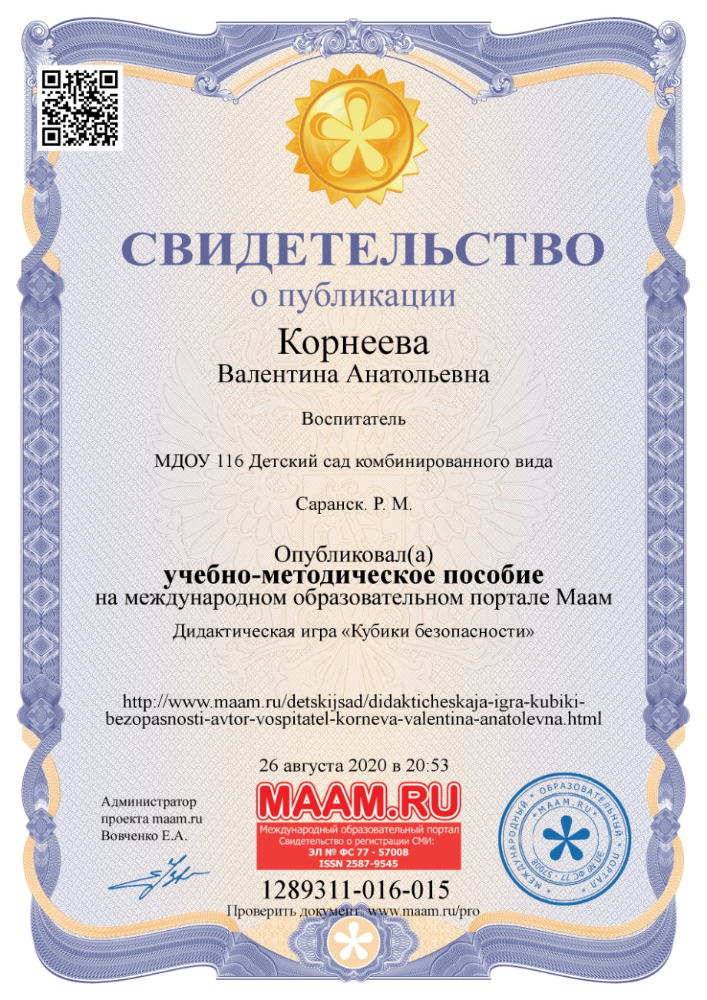 СВИДЕТЕЛЬСТВО
о публикации
Корнеева
Валентина Анатольевна
Воспитатель
МДОУ 116 Детский сад комбинированного вида
Саранск. Р. М.
Опубликовал(а)
учебно-методическое пособие
на международном образовательном портале Маам
Дидактическая игра «Кубики безопасности»
http://www.maam.ru/detskijsad/didakticheskaja-igra-kubiki-
bezopasnosti-avtor-vospitatel-korneva-valentina-anatolevna.html
26 августа 2020 в 20:53
Администратор
проекта maam.ru
Вовченко Е.А.
MAAM.RU
Международный образовательный портал
Свидетельство о регистрации СМИ:
ЭЛ № ФС 77 - 57008
ISSN 2587-9545
1289311-016-015
Проверить документ: www.maam.ru/pro
* МЕЖДУНАРОДНЫЙ * ОБРАЗОВАТЕЛЬНЫЙ * ПОРТАЛ *
* MAAM.RU *
ЭЛ № ФС 77 - 57008